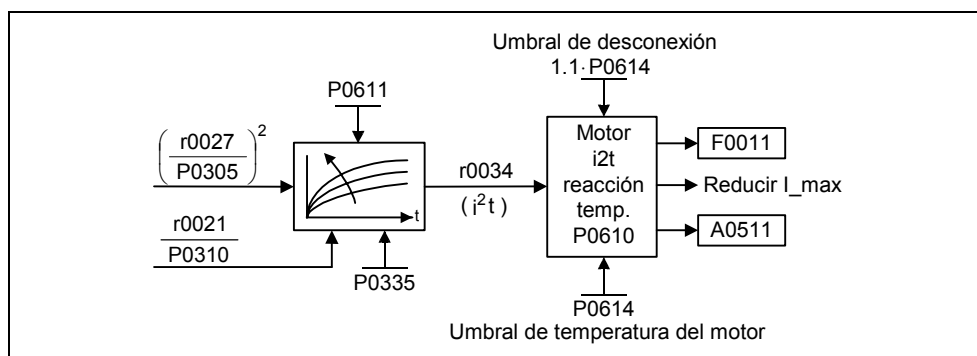 Umbral de desconexión
1.1·P0614
P0611
(r0027 / P0305)²
r0021 / P0310
t
P0335
r0034
(i²t)
Motor
i2t
reacción
temp.
P0610
F0011
Reducir I_max
A0511
P0614
Umbral de temperatura del motor